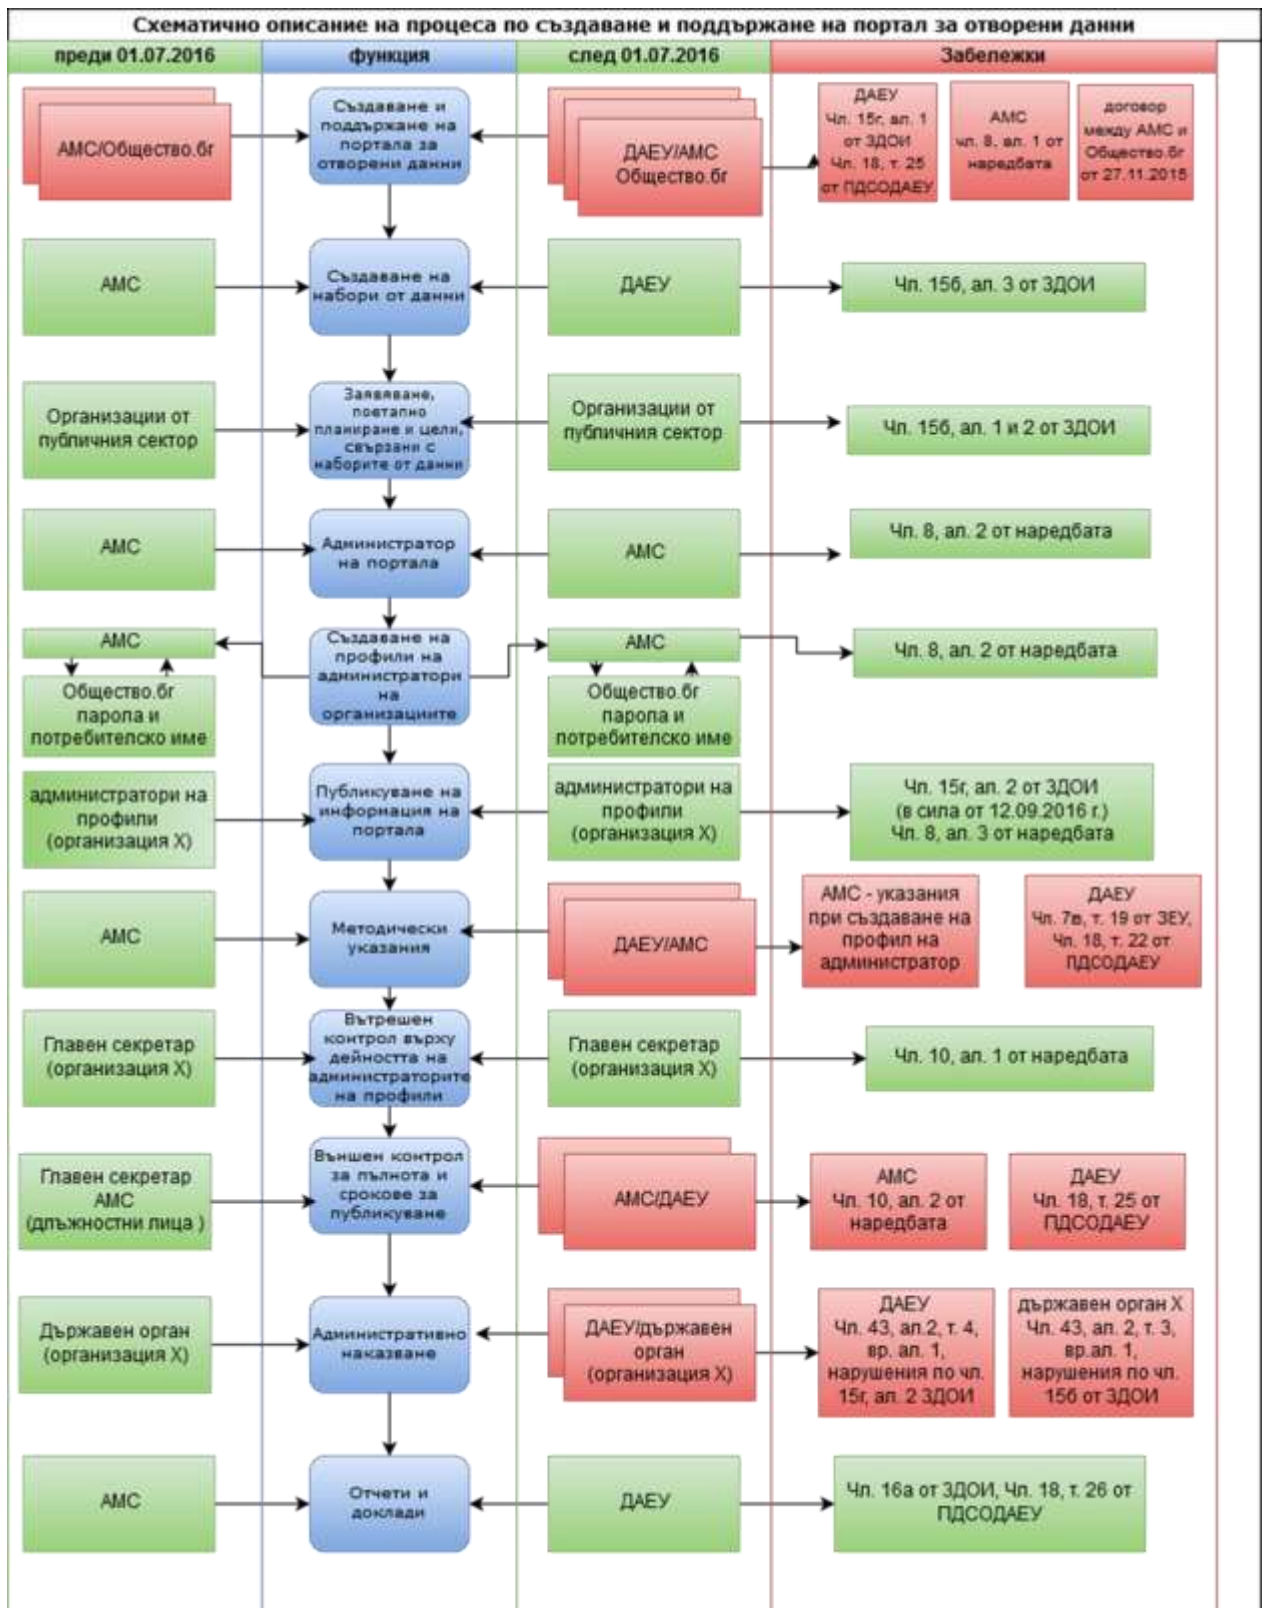 Схематично описание на процеса по създаване и поддържане на портал за отворени данни
преди 01.07.2016
функция
след 01.07.2016
Забележки
АМС/Общество.бг
Създаване и
поддържане на
портала за
отворени данни
ДАЕУ/АМС
Общество.бг
ДАЕУ
Чл. 15г, ал. 1
от ЗДОИ
Чл. 18, т. 25
от ПДСОДАЕУ
АМС
чл. 8, ал. 1 от
наредбата
договор
между АМС и
Общество.бг
от 27.11.2015
АМС
Създаване на
набори от данни
ДАЕУ
Чл. 15б, ал. 3 от ЗДОИ
Организации от
публичния сектор
Заявяване,
поетапно
планиране и цели,
свързани с
наборите от данни
Организации от
публичния сектор
Чл. 15б, ал. 1 и 2 от ЗДОИ
АМС
Администратор
на портала
АМС
Чл. 8, ал. 2 от наредбата
АМС
Общество.бг
парола и
потребителско име
Създаване на
профили на
администратори
на
организациите
АМС
Общество.бг
парола и
потребителско име
Чл. 8, ал. 2 от наредбата
администратори на
профили
(организация Х)
Публикуване на
информация на
портала
администратори на
профили
(организация Х)
Чл. 15г, ал. 2 от ЗДОИ
(в сила от 12.09.2016 г.)
Чл. 8, ал. 3 от наредбата
АМС
Методически
указания
ДАЕУ/АМС
АМС - указания
при създаване на
профил на
администратор
ДАЕУ
Чл. 7в, т. 19 от ЗЕУ,
Чл. 18, т. 22 от
ПДСОДАЕУ
Главен секретар
(организация Х)
Вътрешен
контрол върху
дейността на
администраторите
на профили
Главен секретар
(организация Х)
Чл. 10, ал. 1 от наредбата
Главен секретар
АМС
(длъжностни лица )
Външен контрол
за пълнота и
срокове за
публикуване
АМС/ДАЕУ
АМС
Чл. 10, ал. 2 от
наредбата
ДАЕУ
Чл. 18, т. 25 от
ПДСОДАЕУ
Държавен орган
(организация Х)
Административно
наказване
ДАЕУ/държавен
орган
(организация Х)
ДАЕУ
Чл. 43, ал.2, т. 4,
вр. ал. 1,
нарушения по чл.
15г, ал. 2 ЗДОИ
държавен орган Х
Чл. 43, ал. 2, т. 3,
вр.ал. 1,
нарушения по чл.
15б от ЗДОИ
АМС
Отчети и
доклади
ДАЕУ
Чл. 16а от ЗДОИ, Чл. 18, т. 26 от
ПДСОДАЕУ